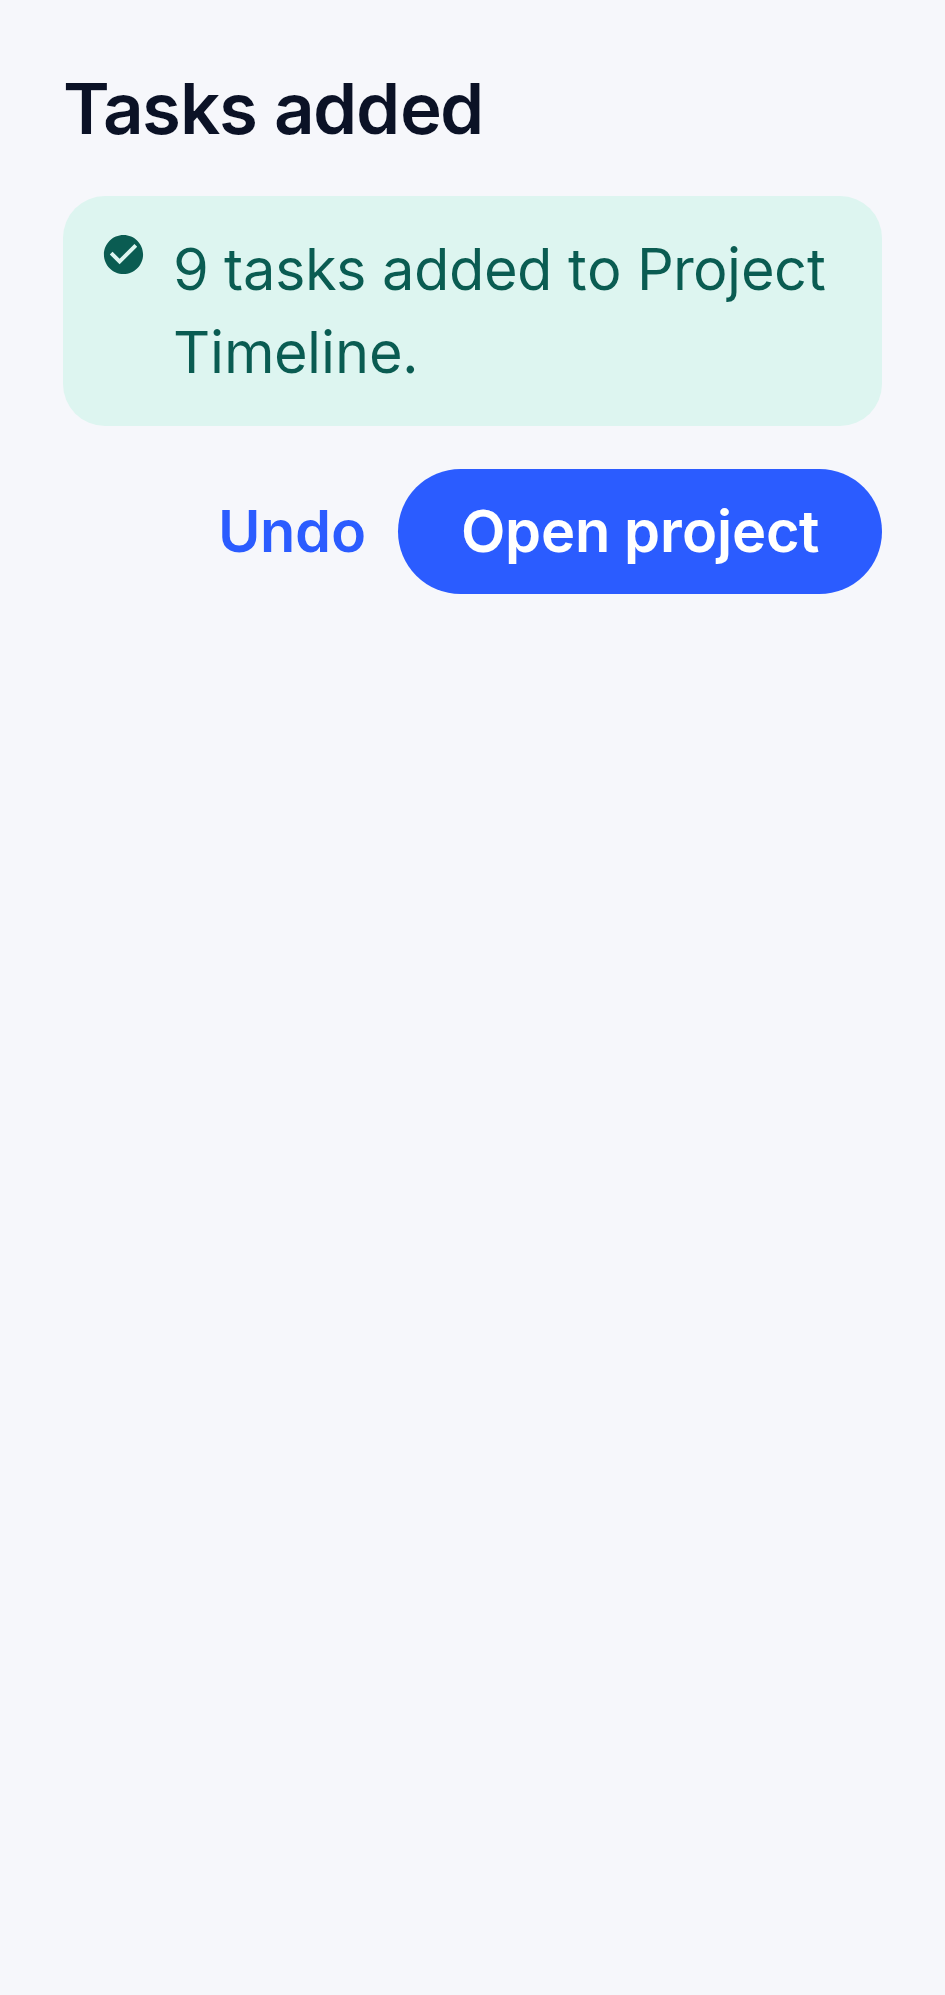 Tasks added
9 tasks added to Project
Timeline.
Undo
Open project